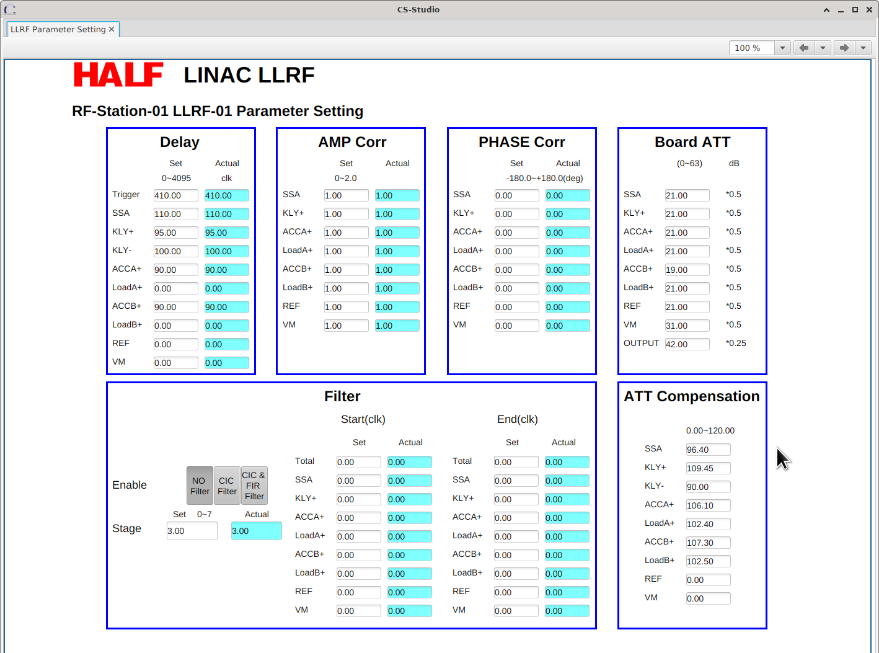 CS-Studio
LLRF Parameter Setting
100 %
HALF LINAC LLRF
RF-Station-01 LLRF-01 Parameter Setting
Delay
Set Actual
0~4095 clk
Trigger 410.00 410.00
SSA 110.00 110.00
KLY+ 95.00 95.00
KLY- 100.00 100.00
ACCA+ 90.00 90.00
LoadA+ 0.00 0.00
ACCB+ 90.00 90.00
LoadB+ 0.00 0.00
REF 0.00 0.00
VM 0.00 0.00
AMP Corr
Set Actual
0~2.0
SSA 1.00 1.00
KLY+ 1.00 1.00
ACCA+ 1.00 1.00
LoadA+ 1.00 1.00
ACCB+ 1.00 1.00
LoadB+ 1.00 1.00
REF 1.00 1.00
VM 1.00 1.00
PHASE Corr
Set Actual
-180.0~+180.0(deg)
SSA 0.00 0.00
KLY+ 0.00 0.00
ACCA+ 0.00 0.00
LoadA+ 0.00 0.00
ACCB+ 0.00 0.00
LoadB+ 0.00 0.00
REF 0.00 0.00
VM 0.00 0.00
Board ATT
(0~63) dB
SSA 21.00 *0.5
KLY+ 21.00 *0.5
ACCA+ 21.00 *0.5
LoadA+ 21.00 *0.5
ACCB+ 19.00 *0.5
LoadB+ 21.00 *0.5
REF 21.00 *0.5
VM 31.00 *0.5
OUTPUT 42.00 *0.25
Filter
Enable
NO Filter
CIC Filter
CIC & FIR Filter
Set 0~7 Actual
Stage 3.00 3.00
Start(clk)
Set Actual
Total 0.00 0.00
SSA 0.00 0.00
KLY+ 0.00 0.00
ACCA+ 0.00 0.00
LoadA+ 0.00 0.00
ACCB+ 0.00 0.00
LoadB+ 0.00 0.00
REF 0.00 0.00
VM 0.00 0.00
End(clk)
Set Actual
Total 0.00 0.00
SSA 0.00 0.00
KLY+ 0.00 0.00
ACCA+ 0.00 0.00
LoadA+ 0.00 0.00
ACCB+ 0.00 0.00
LoadB+ 0.00 0.00
REF 0.00 0.00
VM 0.00 0.00
ATT Compensation
0.00~120.00
SSA 96.40
KLY+ 109.45
KLY- 90.00
ACCA+ 106.10
LoadA+ 102.40
ACCB+ 107.30
LoadB+ 102.50
REF 0.00
VM 0.00